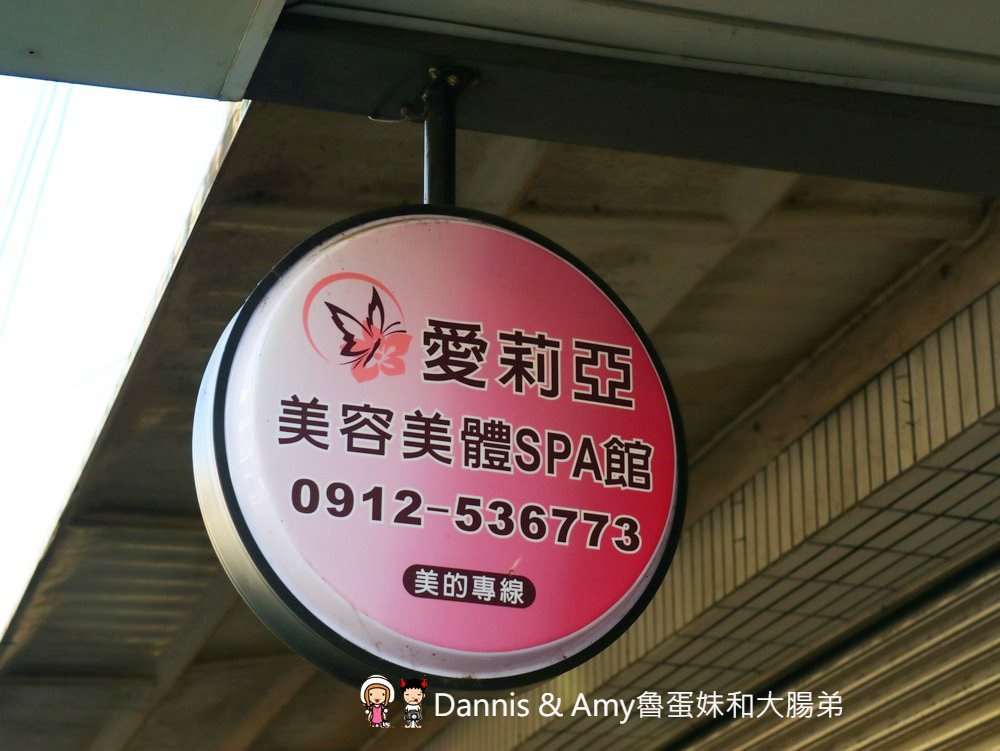 愛莉亞
美容美體SPA館
0912-536773
美的專線
Dannis & Amy魯蛋妹和大腸弟